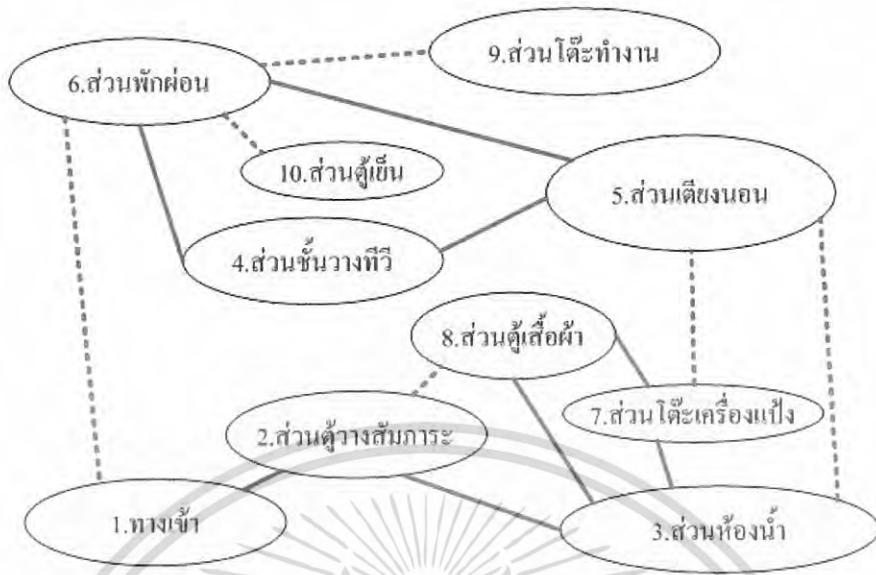 9.ส่วนโต๊ะทำงาน
6.ส่วนพักผ่อน
10.ส่วนตู้เย็น
5.ส่วนเตียงนอน
4.ส่วนชั้นวางทีวี
8.ส่วนตู้เสื้อผ้า
7.ส่วนโต๊ะเครื่องแป้ง
2.ส่วนตู้วางสัมภาระ
1.ทางเข้า
3.ส่วนห้องน้ำ